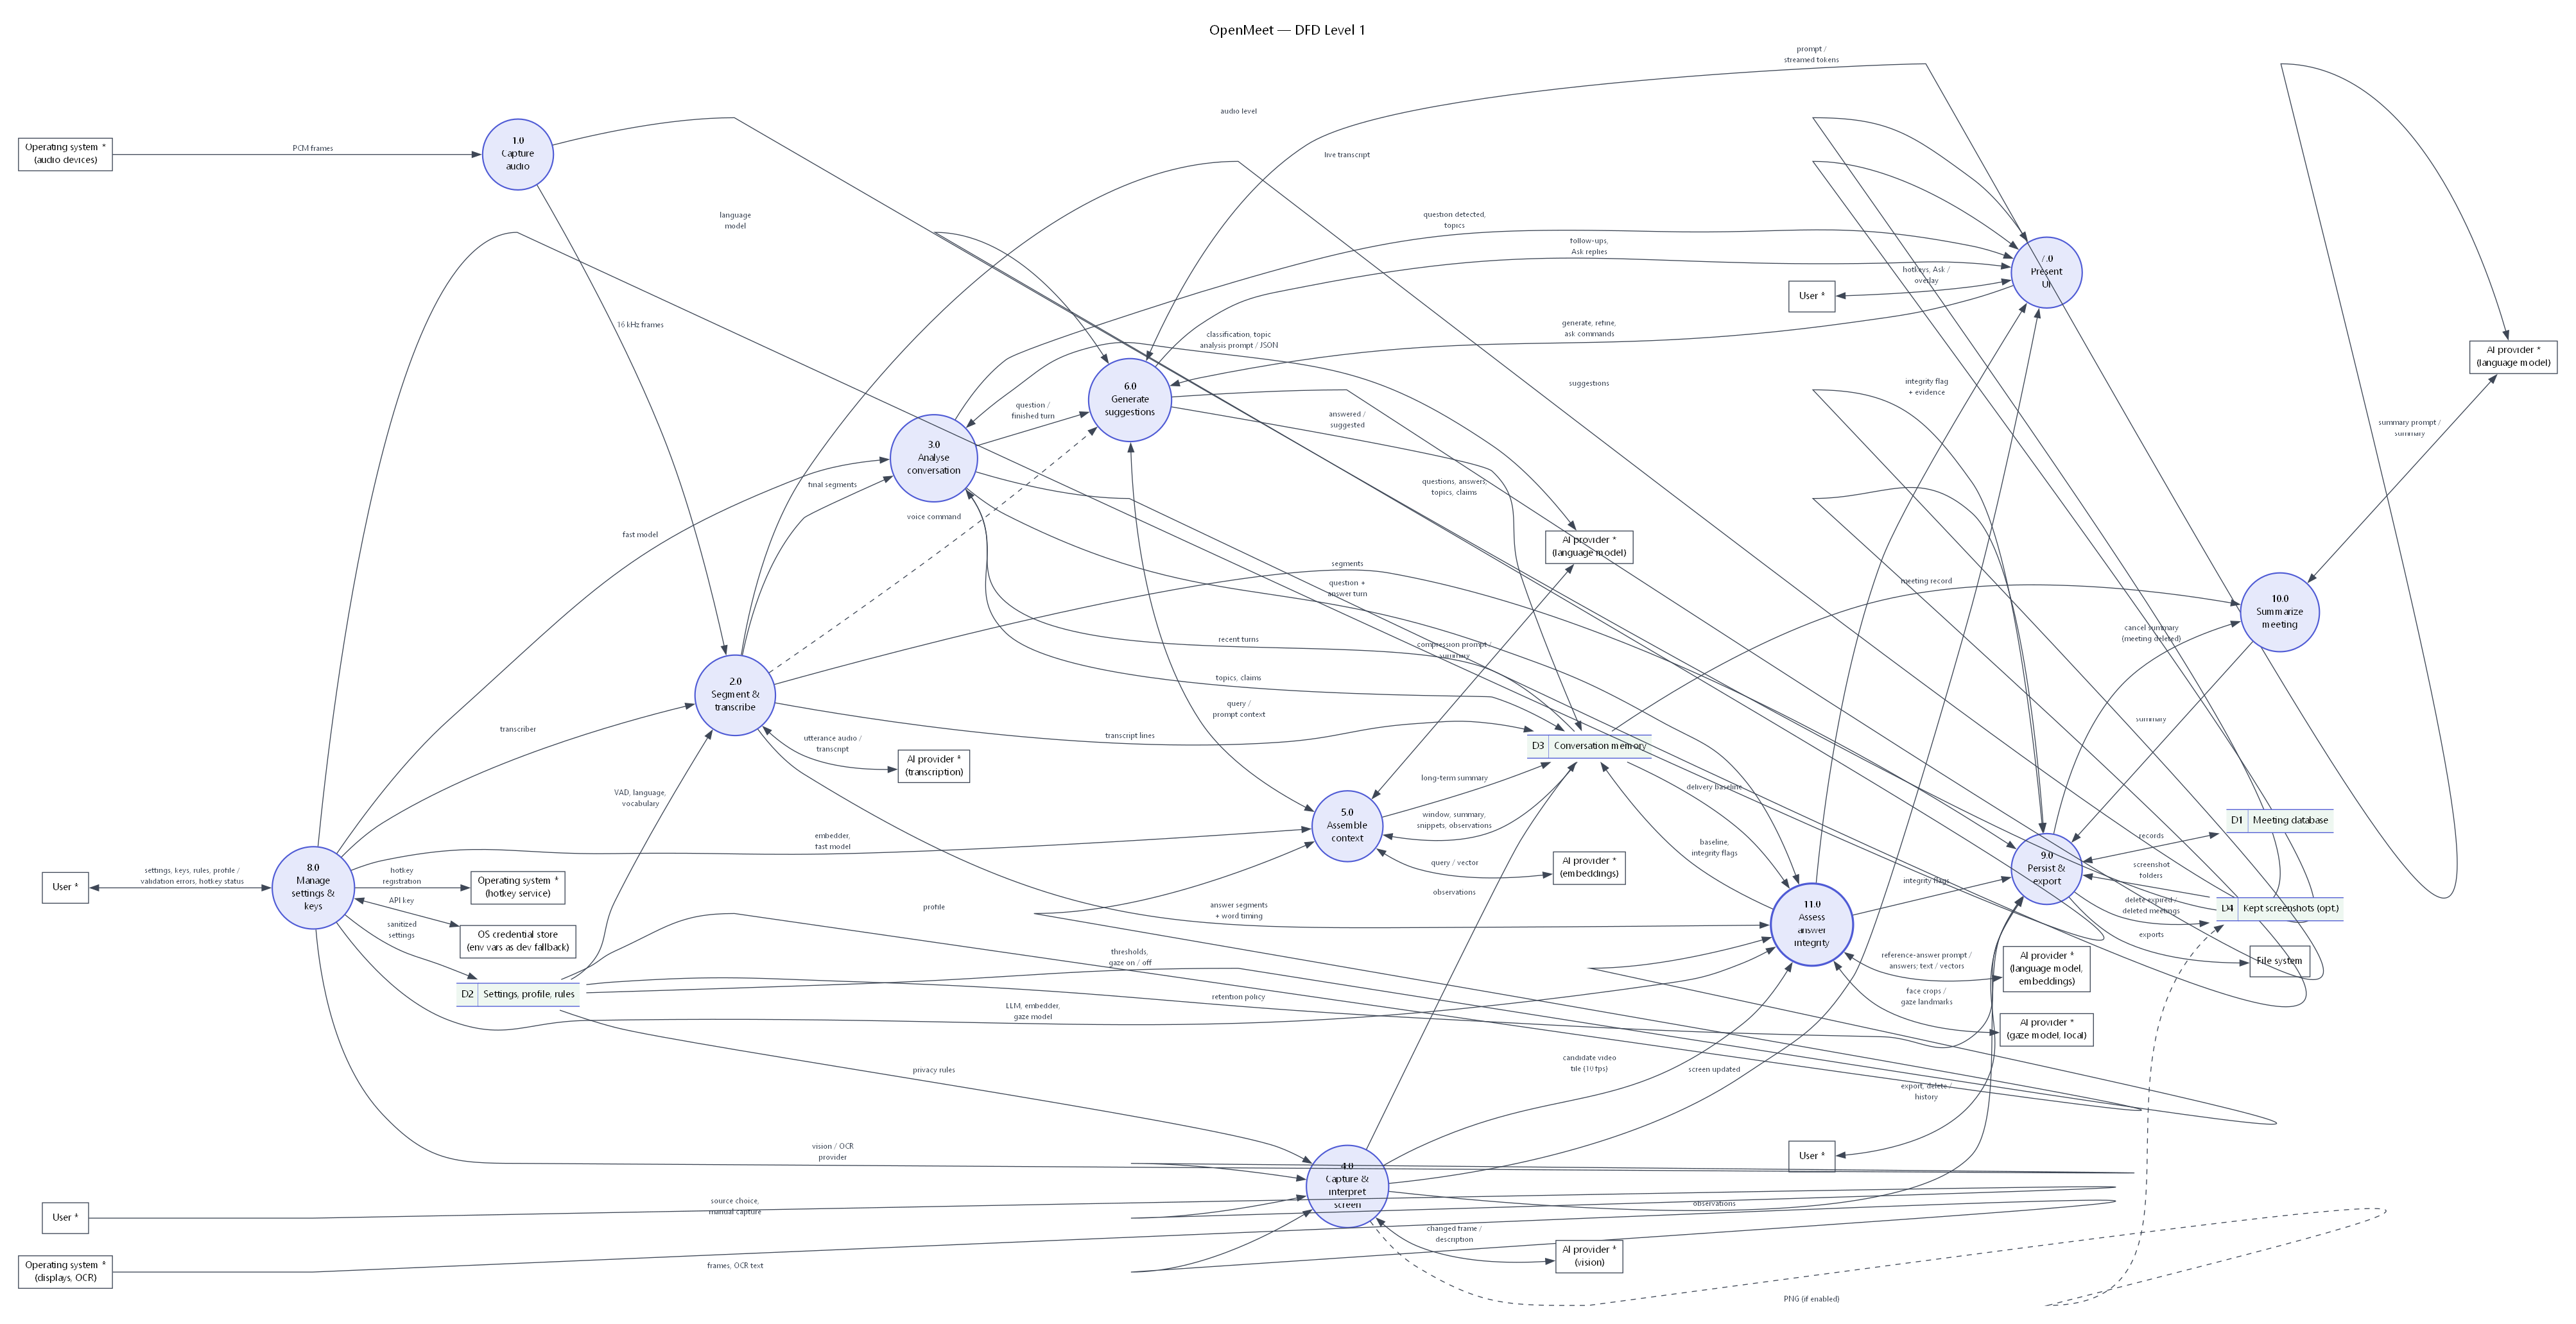 OpenMeet — DFD Level 1
prompt /
streamed tokens
audio level
1.0
Capture
audio
Operating system *
(audio devices)
PCM frames
live transcript
language
model
question detected,
topics
follow-ups,
Ask replies
7.0
Present
UI
hotkeys, Ask /
overlay
User *
16 kHz frames
generate, refine,
ask commands
classification, topic
analysis prompt / JSON
AI provider *
(language model)
suggestions
integrity flag
+ evidence
6.0
Generate
suggestions
question /
finished turn
answered /
suggested
summary prompt /
summary
3.0
Analyse
conversation
final segments
questions, answers,
topics, claims
voice command
fast model
AI provider *
(language model)
segments
question +
answer turn
meeting record
10.0
Summarize
meeting
cancel summary
(meeting deleted)
recent turns
compression prompt /
summary
topics, claims
2.0
Segment &
transcribe
query /
prompt context
transcriber
utterance audio /
transcript
transcript lines
summary
D3
Conversation memory
AI provider *
(transcription)
long-term summary
delivery baseline
VAD, language,
vocabulary
5.0
Assemble
context
window, summary,
snippets, observations
D1
Meeting database
embedder,
fast model
baseline,
integrity flags
records
query / vector
AI provider *
(embeddings)
screenshot
folders
9.0
Persist &
export
8.0
Manage
settings &
keys
User *
settings, keys, rules, profile /
validation errors, hotkey status
hotkey
registration
Operating system *
(hotkey service)
API key
observations
integrity flags
delete expired /
deleted meetings
D4
Kept screenshots (opt.)
profile
answer segments
+ word timing
11.0
Assess
answer
integrity
sanitized
settings
OS credential store
(env vars as dev fallback)
exports
thresholds,
gaze on / off
reference-answer prompt /
answers; text / vectors
AI provider *
(language model,
embeddings)
File system
D2
Settings, profile, rules
retention policy
face crops /
gaze landmarks
LLM, embedder,
gaze model
AI provider *
(gaze model, local)
candidate video
tile (10 fps)
screen updated
privacy rules
export, delete /
history
vision / OCR
provider
User *
4.0
Capture &
interpret
screen
source choice,
manual capture
User *
observations
changed frame /
description
AI provider *
(vision)
Operating system *
(displays, OCR)
frames, OCR text
PNG (if enabled)